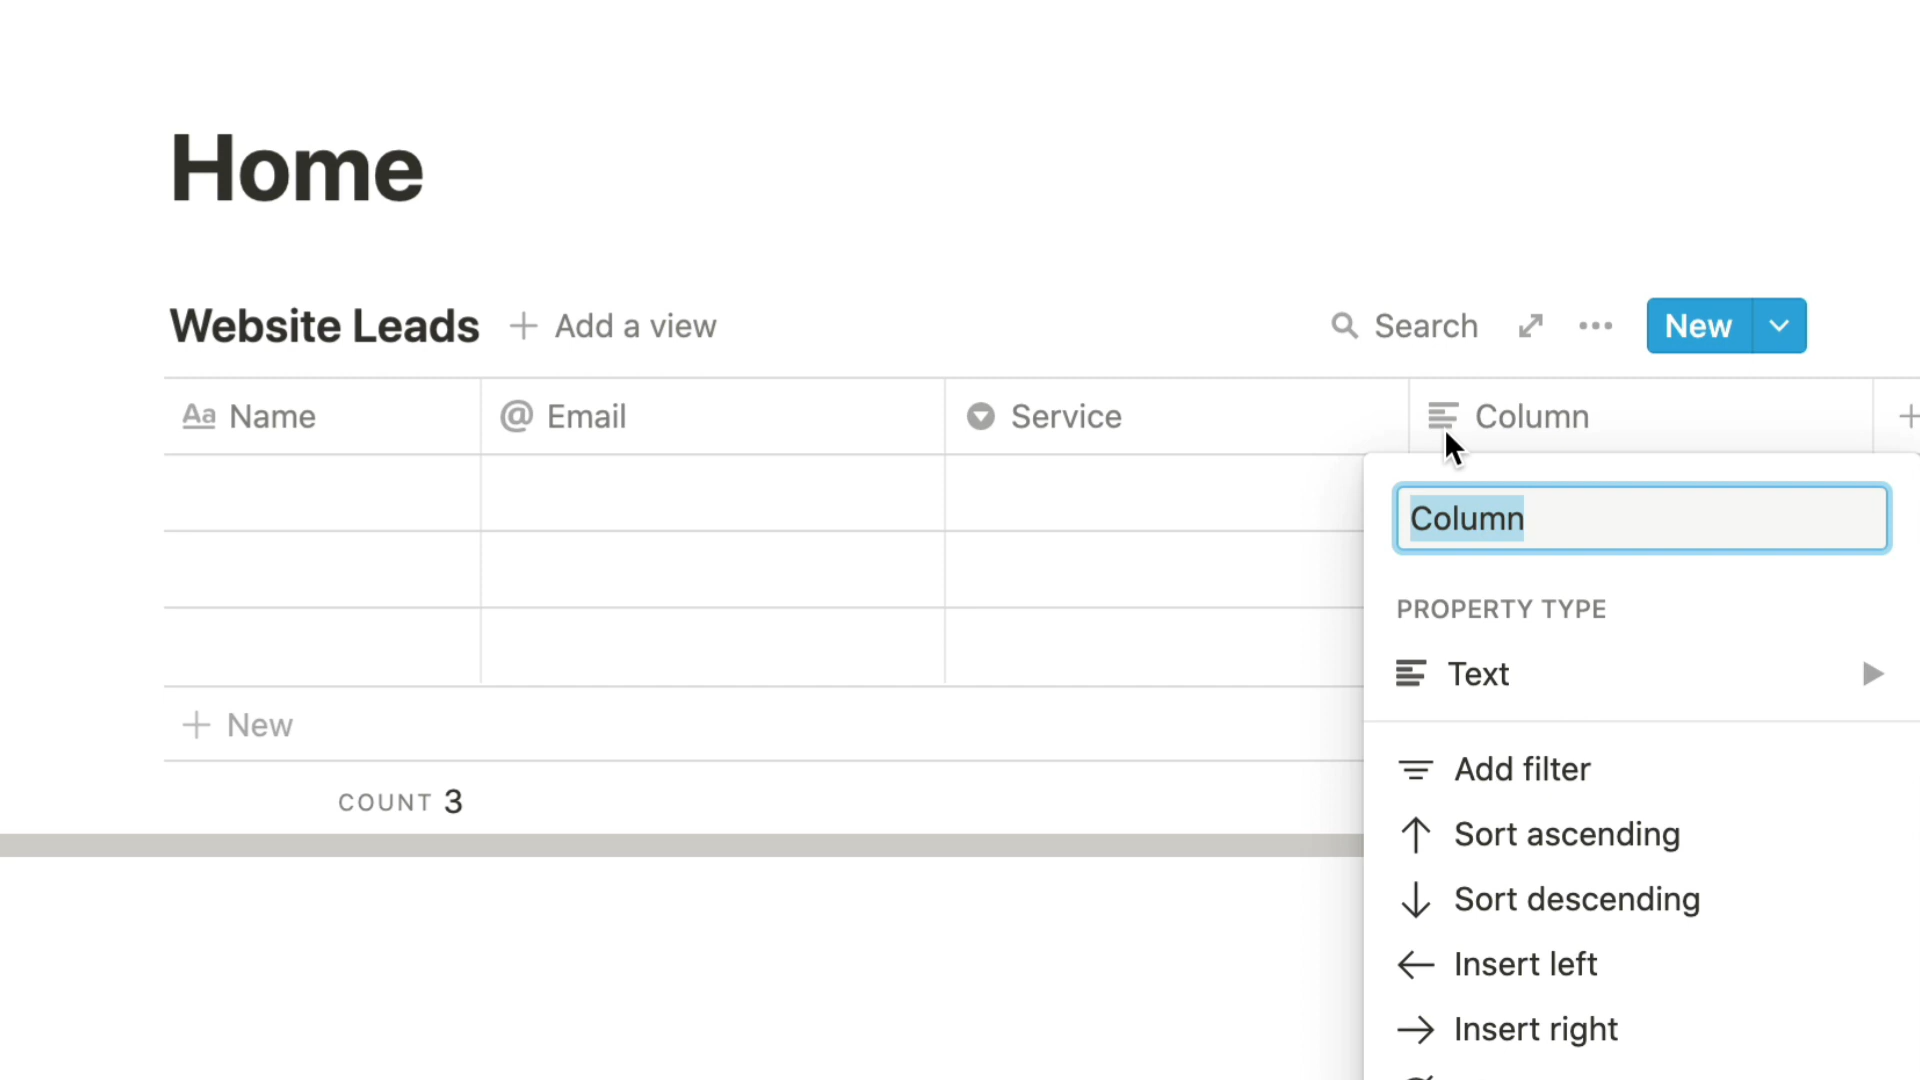 Home
Website Leads + Add a view Search New
Aa Name @ Email Service Column +
Column
PROPERTY TYPE
Text
+ New
Add filter
COUNT 3
Sort ascending
Sort descending
Insert left
Insert right